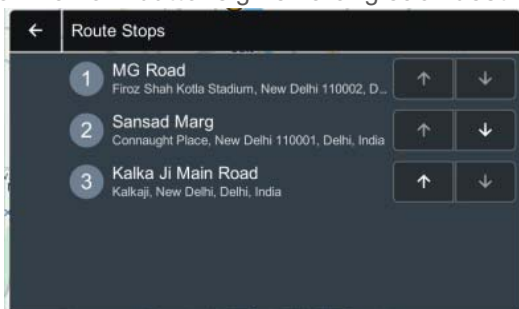 Route Stops
1
MG Road
Firoz Shah Kotla Stadium, New Delhi 110002, D...
2
Sansad Marg
Connaught Place, New Delhi 110001, Delhi, India
3
Kalka Ji Main Road
Kalkaji, New Delhi, Delhi, India